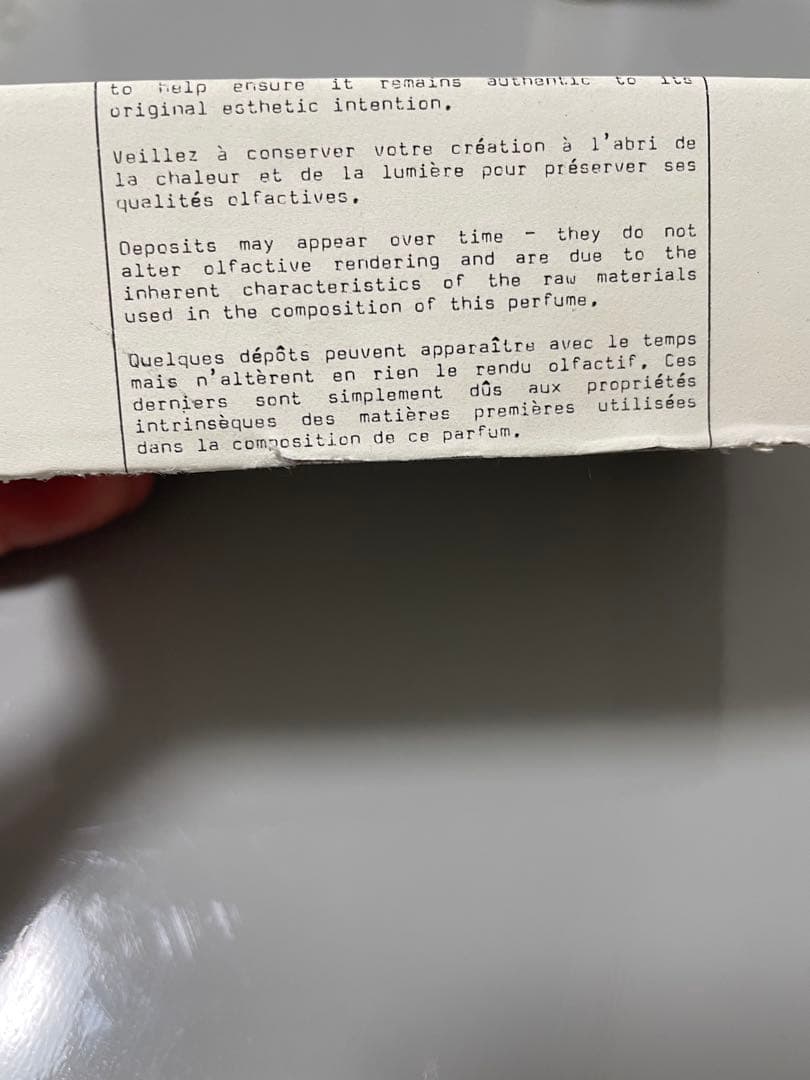 to help ensure it remains authentic to its
original esthetic intention.
Veillez à conserver votre création à l'abri de
la chaleur et de la lumière pour préserver ses
qualités olfactives.
Deposits may appear over time - they do not
alter olfactive rendering and are due to the
inherent characteristics of the raw materials
used in the composition of this perfume.
Quelques dépôts peuvent apparaître avec le temps
mais n'altèrent en rien le rendu olfactif. Ces
derniers sont simplement dûs aux propriétés
intrinsèques des matières premières utilisées
dans la composition de ce parfum.